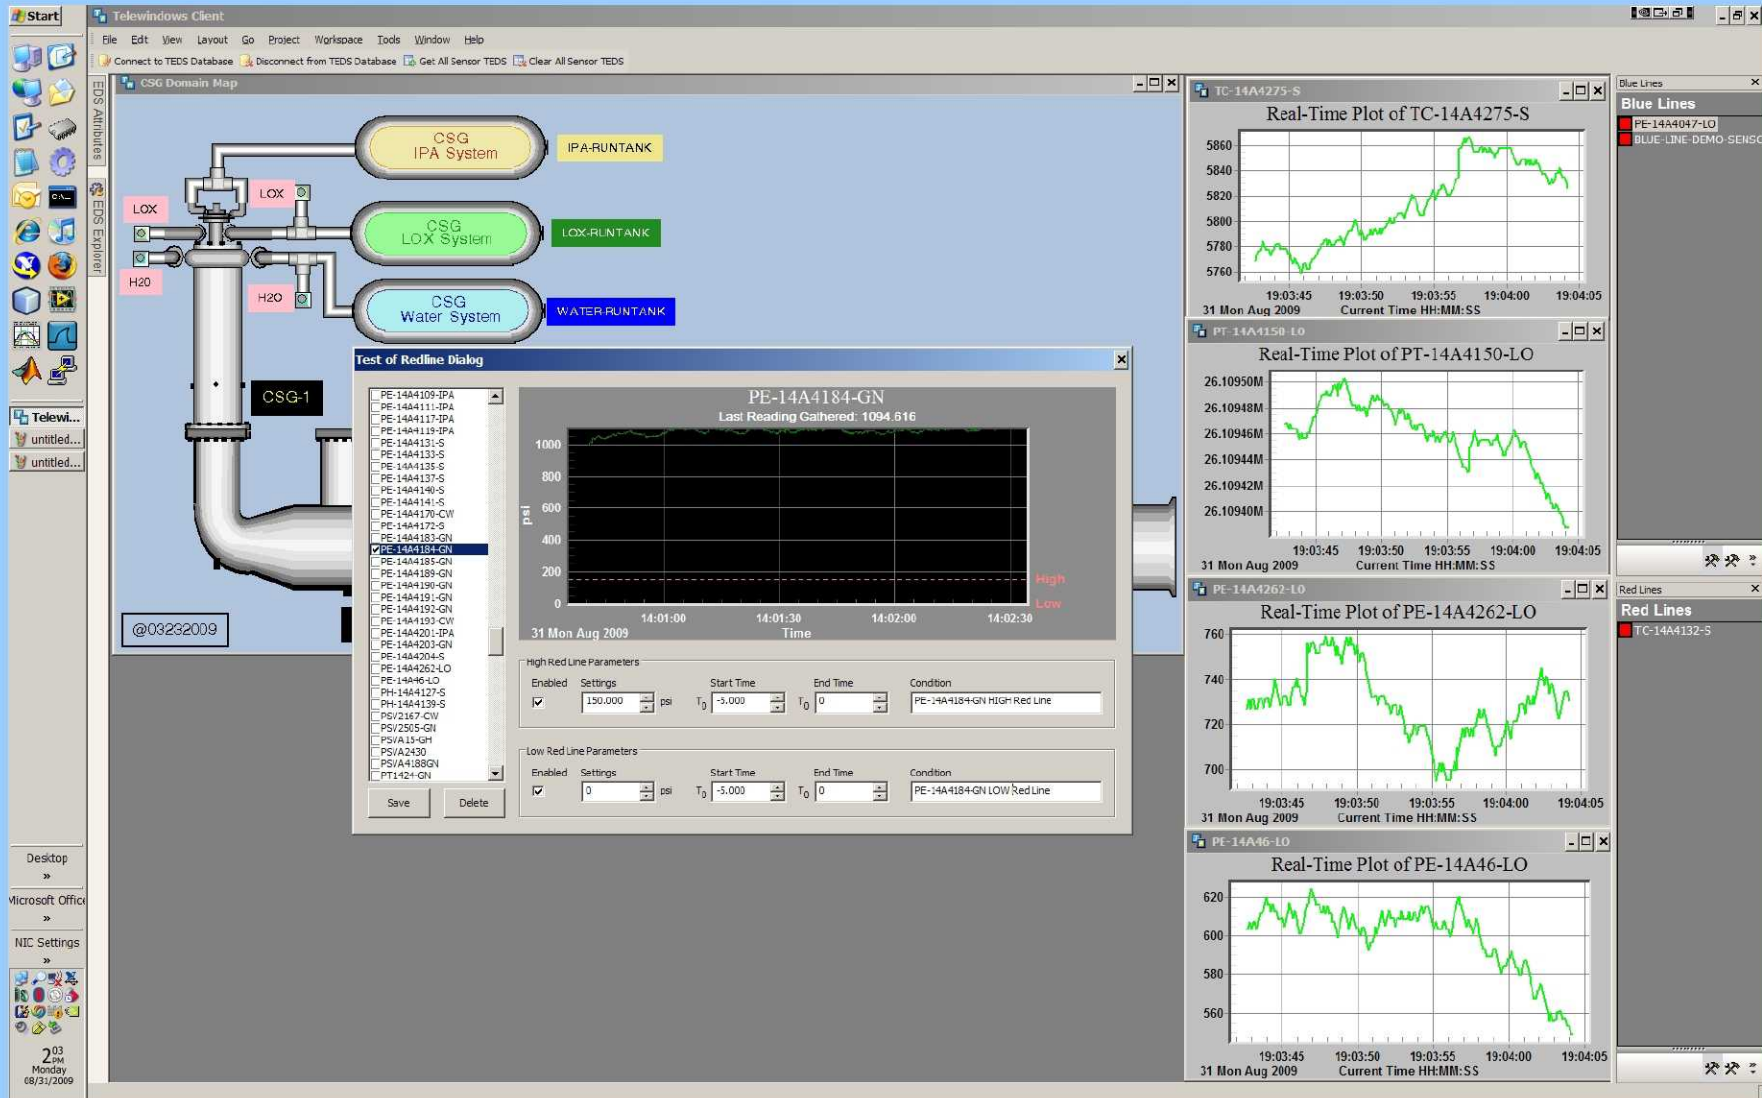 Start
Telewindows Client
File Edit View Layout Go Project Workspace Tools Window Help
Connect to TEDS Database Disconnect from TEDS Database Get All Sensor TEDS Clear All Sensor TEDS
EDS Attributes
EDS Explorer
Telewi...
untitled...
untitled...
Desktop
»
Microsoft Office
»
NIC Settings
»
2 03 PM
Monday
08/31/2009
CSG Domain Map
CSG
IPA System
IPA-RUNTANK
LOX
LOX
CSG
LOX System
LOX-RUNTANK
H20
H2O
CSG
Water System
WATER-RUNTANK
CSG-1
@03232009
Test of Redline Dialog
PE-14A4109-IPA
PE-14A4111-IPA
PE-14A4117-IPA
PE-14A4119-IPA
PE-14A4131-S
PE-14A4133-S
PE-14A4135-S
PE-14A4137-S
PE-14A4140-S
PE-14A4141-S
PE-14A4170-CW
PE-14A4172-S
PE-14A4183-GN
PE-14A4184-GN
PE-14A4185-GN
PE-14A4189-GN
PE-14A4190-GN
PE-14A4191-GN
PE-14A4192-GN
PE-14A4193-CW
PE-14A4201-IPA
PE-14A4203-GN
PE-14A4204-S
PE-14A4262-LO
PE-14A46-LO
PH-14A4127-S
PH-14A4139-S
PSV2167-CW
PSV2505-GN
PSVA15-GH
PSVA2430
PSVA4188GN
PT1424-GN
Save Delete
PE-14A4184-GN
Last Reading Gathered: 1094.616
1000
800
600
400
200
0
psi
High
Low
14:01:00 14:01:30 14:02:00 14:02:30
31 Mon Aug 2009 Time
High Red Line Parameters
Enabled Settings Start Time End Time Condition
150.000 psi T0 -5.000 T0 0 PE-14A4184-GN HIGH Red Line
Low Red Line Parameters
Enabled Settings Start Time End Time Condition
0 psi T0 -5.000 T0 0 PE-14A4184-GN LOW Red Line
TC-14A4275-S
Real-Time Plot of TC-14A4275-S
5860
5840
5820
5800
5780
5760
19:03:45 19:03:50 19:03:55 19:04:00 19:04:05
31 Mon Aug 2009 Current Time HH:MM:SS
PT-14A4150-LO
Real-Time Plot of PT-14A4150-LO
26.10950M
26.10948M
26.10946M
26.10944M
26.10942M
26.10940M
19:03:45 19:03:50 19:03:55 19:04:00 19:04:05
31 Mon Aug 2009 Current Time HH:MM:SS
PE-14A4262-LO
Real-Time Plot of PE-14A4262-LO
760
740
720
700
19:03:45 19:03:50 19:03:55 19:04:00 19:04:05
31 Mon Aug 2009 Current Time HH:MM:SS
PE-14A46-LO
Real-Time Plot of PE-14A46-LO
620
600
580
560
19:03:45 19:03:50 19:03:55 19:04:00 19:04:05
31 Mon Aug 2009 Current Time HH:MM:SS
Blue Lines
Blue Lines
PE-14A4047-LO
BLUE-LINE-DEMO-SENSO
Red Lines
Red Lines
TC-14A4132-S